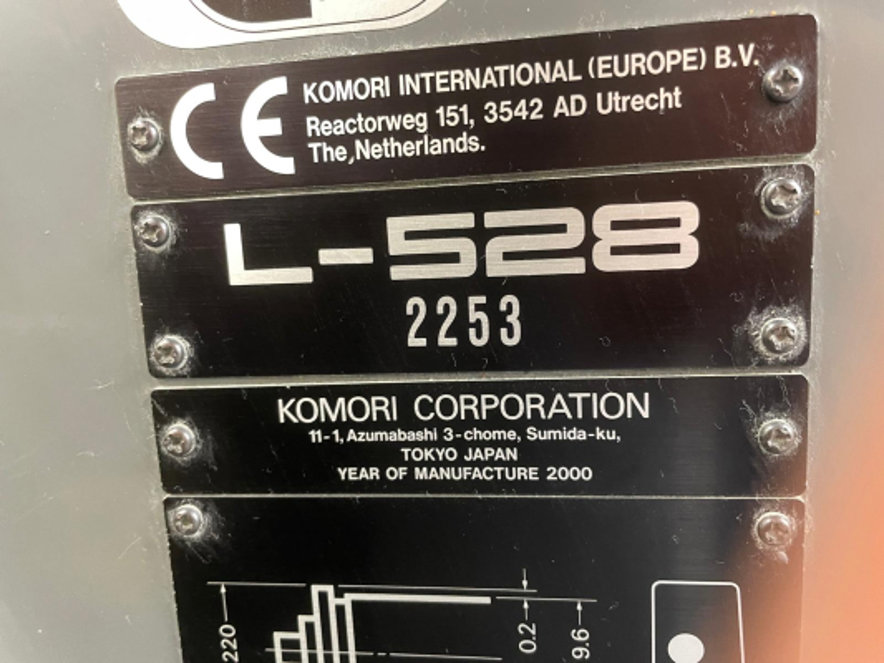 CE
KOMORI INTERNATIONAL (EUROPE) B.V.
Reactorweg 151, 3542 AD Utrecht
The,Netherlands.
L-528
2253
KOMORI CORPORATION
11-1, Azumabashi 3-chome, Sumida-ku,
TOKYO JAPAN
YEAR OF MANUFACTURE 2000
220
0.2
9.6